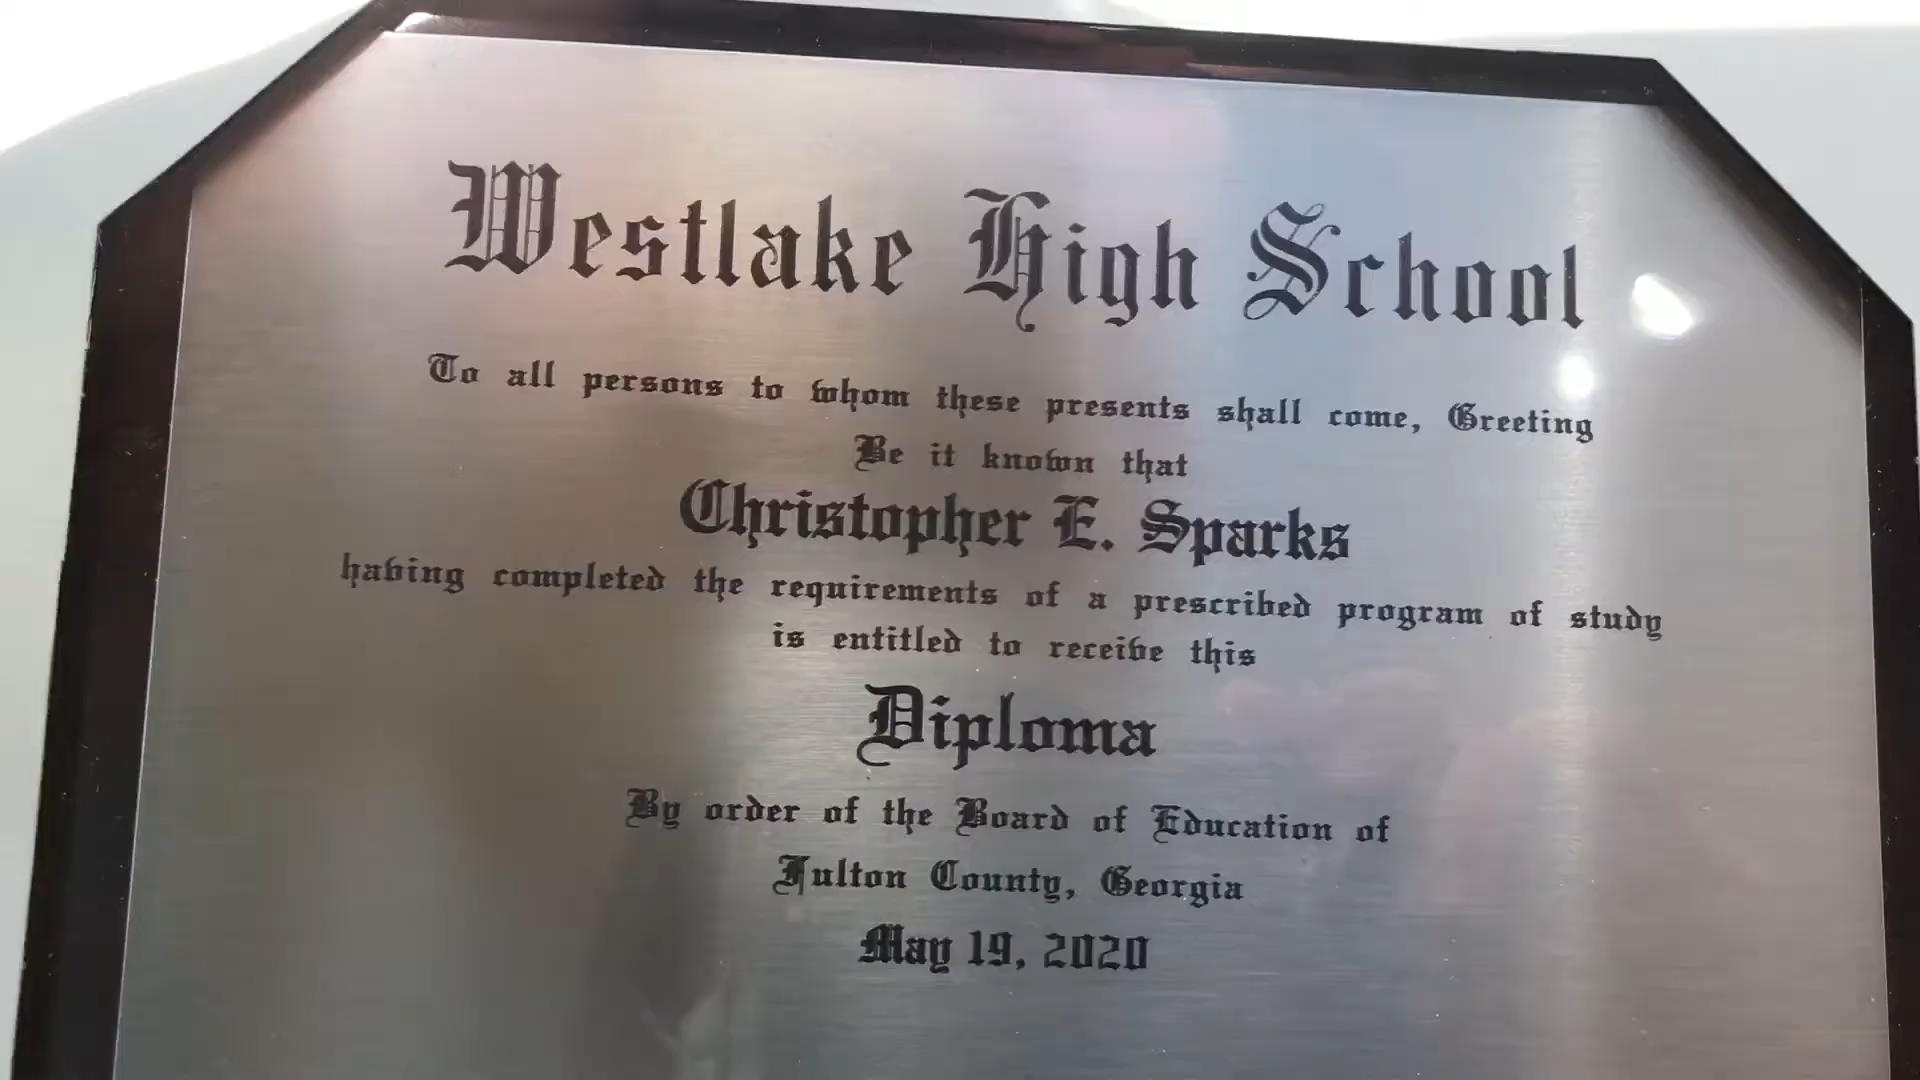 Westlake High School
To all persons to whom these presents shall come, Greeting
Be it known that
Christopher E. Sparks
having completed the requirements of a prescribed program of study
is entitled to receive this
Diploma
By order of the Board of Education of
Fulton County, Georgia
May 19, 2020